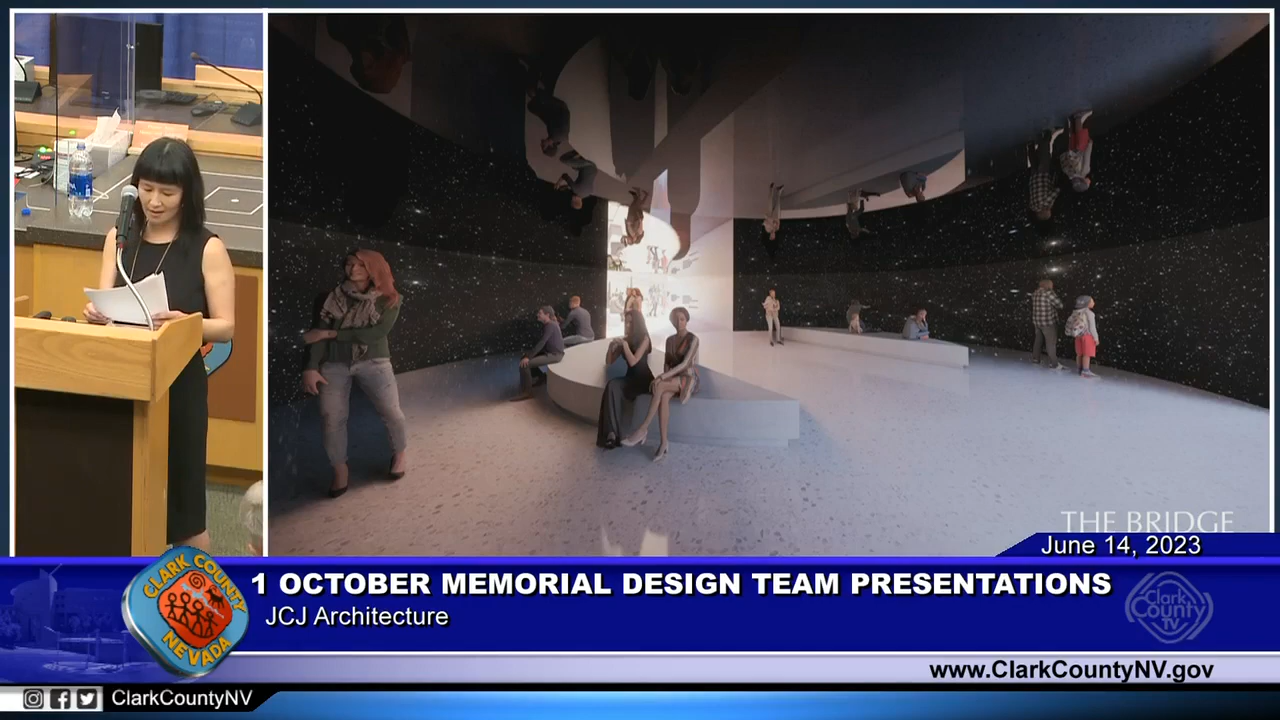 THE BRIDGE
June 14, 2023
1 OCTOBER MEMORIAL DESIGN TEAM PRESENTATIONS
JCJ Architecture
CLARK COUNTY
NEVADA
Clark
County
TV
www.ClarkCountyNV.gov
ClarkCountyNV